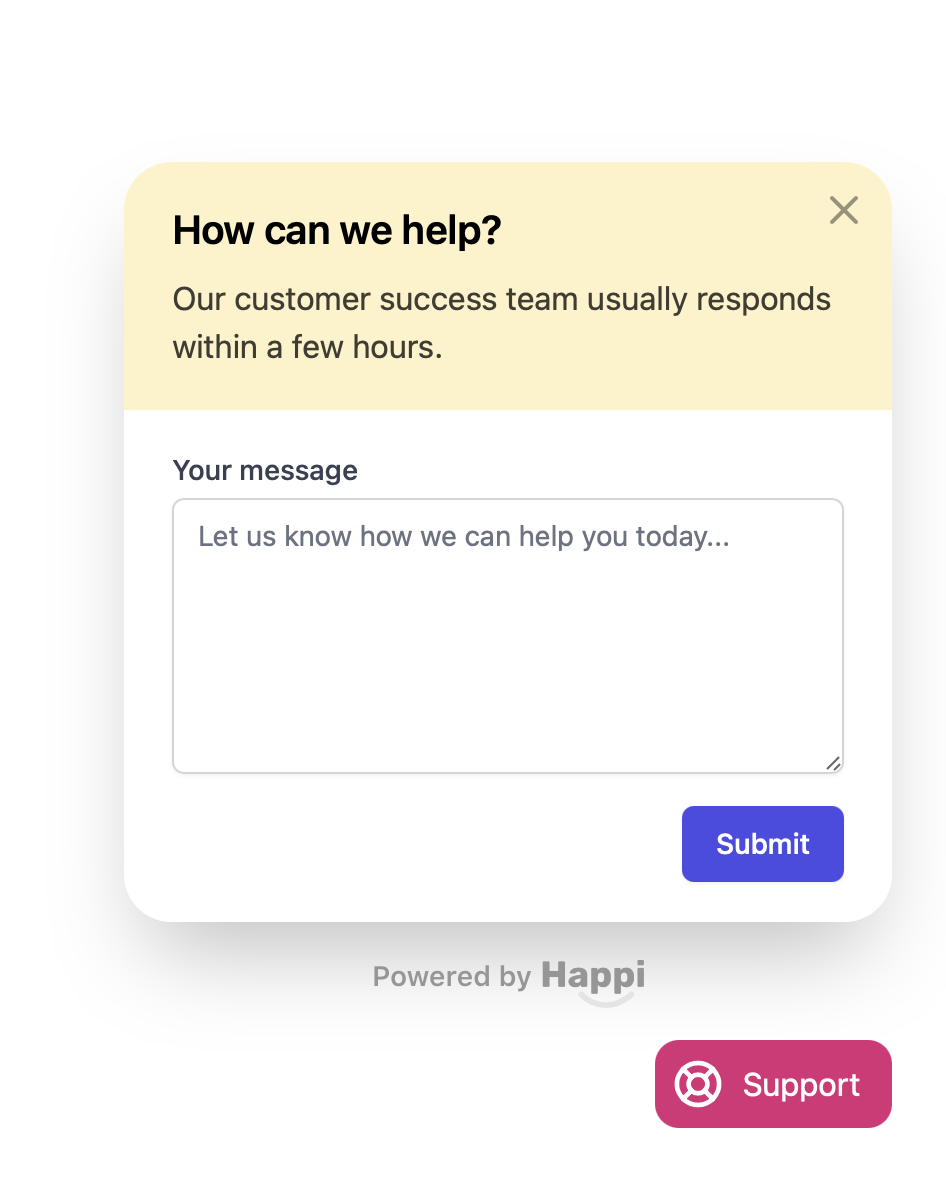 How can we help?
Our customer success team usually responds
within a few hours.
Your message
Let us know how we can help you today...
Submit
Powered by Happi
Support